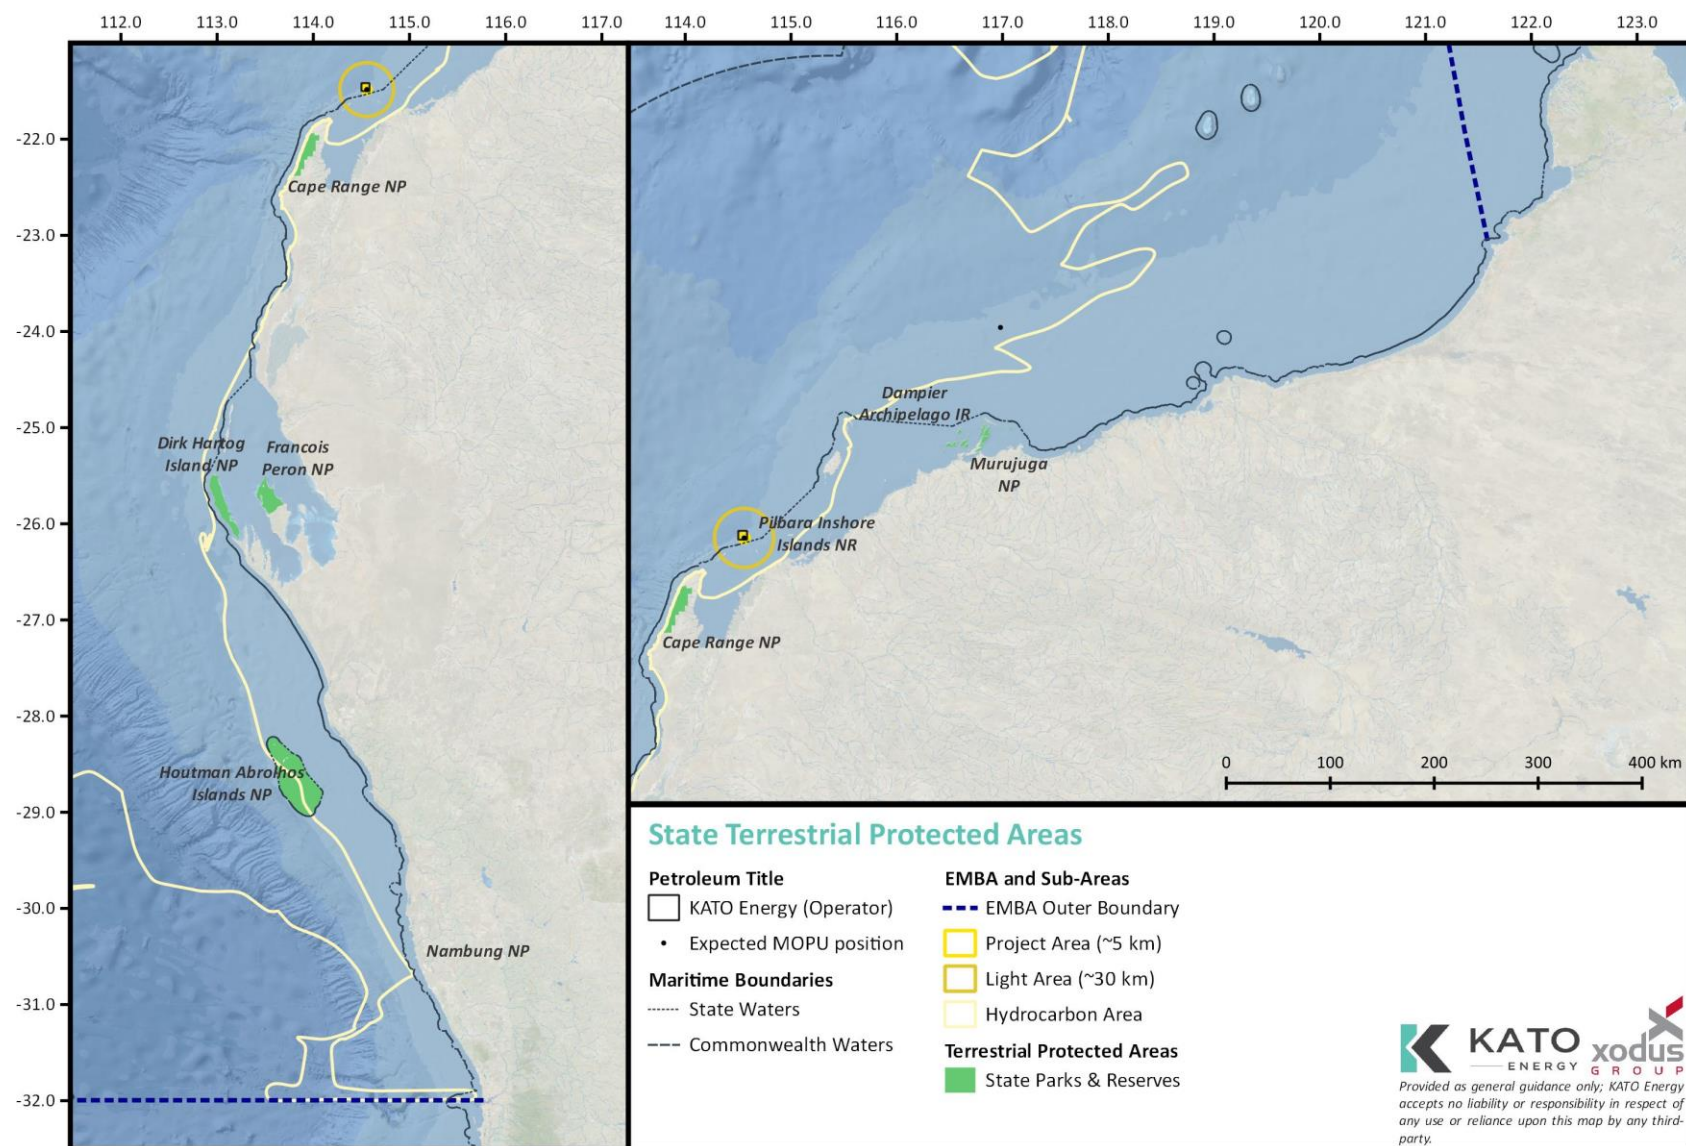 112.0 113.0 114.0 115.0 116.0 117.0
114.0 115.0 116.0 117.0 118.0 119.0 120.0 121.0 122.0 123.0
-22.0
-23.0
-24.0
-25.0
-26.0
-27.0
-28.0
-29.0
-30.0
-31.0
-32.0
Cape Range NP
Dirk Hartog
Island NP
Francois
Peron NP
Houtman Abrolhos
Islands NP
Nambung NP
Dampier
Archipelago IR
Murujuga
NP
Pilbara Inshore
Islands NR
Cape Range NP
0 100 200 300 400 km
State Terrestrial Protected Areas
Petroleum Title
KATO Energy (Operator)
Expected MOPU position
Maritime Boundaries
State Waters
Commonwealth Waters
EMBA and Sub-Areas
EMBA Outer Boundary
Project Area (~5 km)
Light Area (~30 km)
Hydrocarbon Area
Terrestrial Protected Areas
State Parks & Reserves
KATO
ENERGY
xodus
GROUP
Provided as general guidance only; KATO Energy
accepts no liability or responsibility in respect of
any use or reliance upon this map by any third-
party.